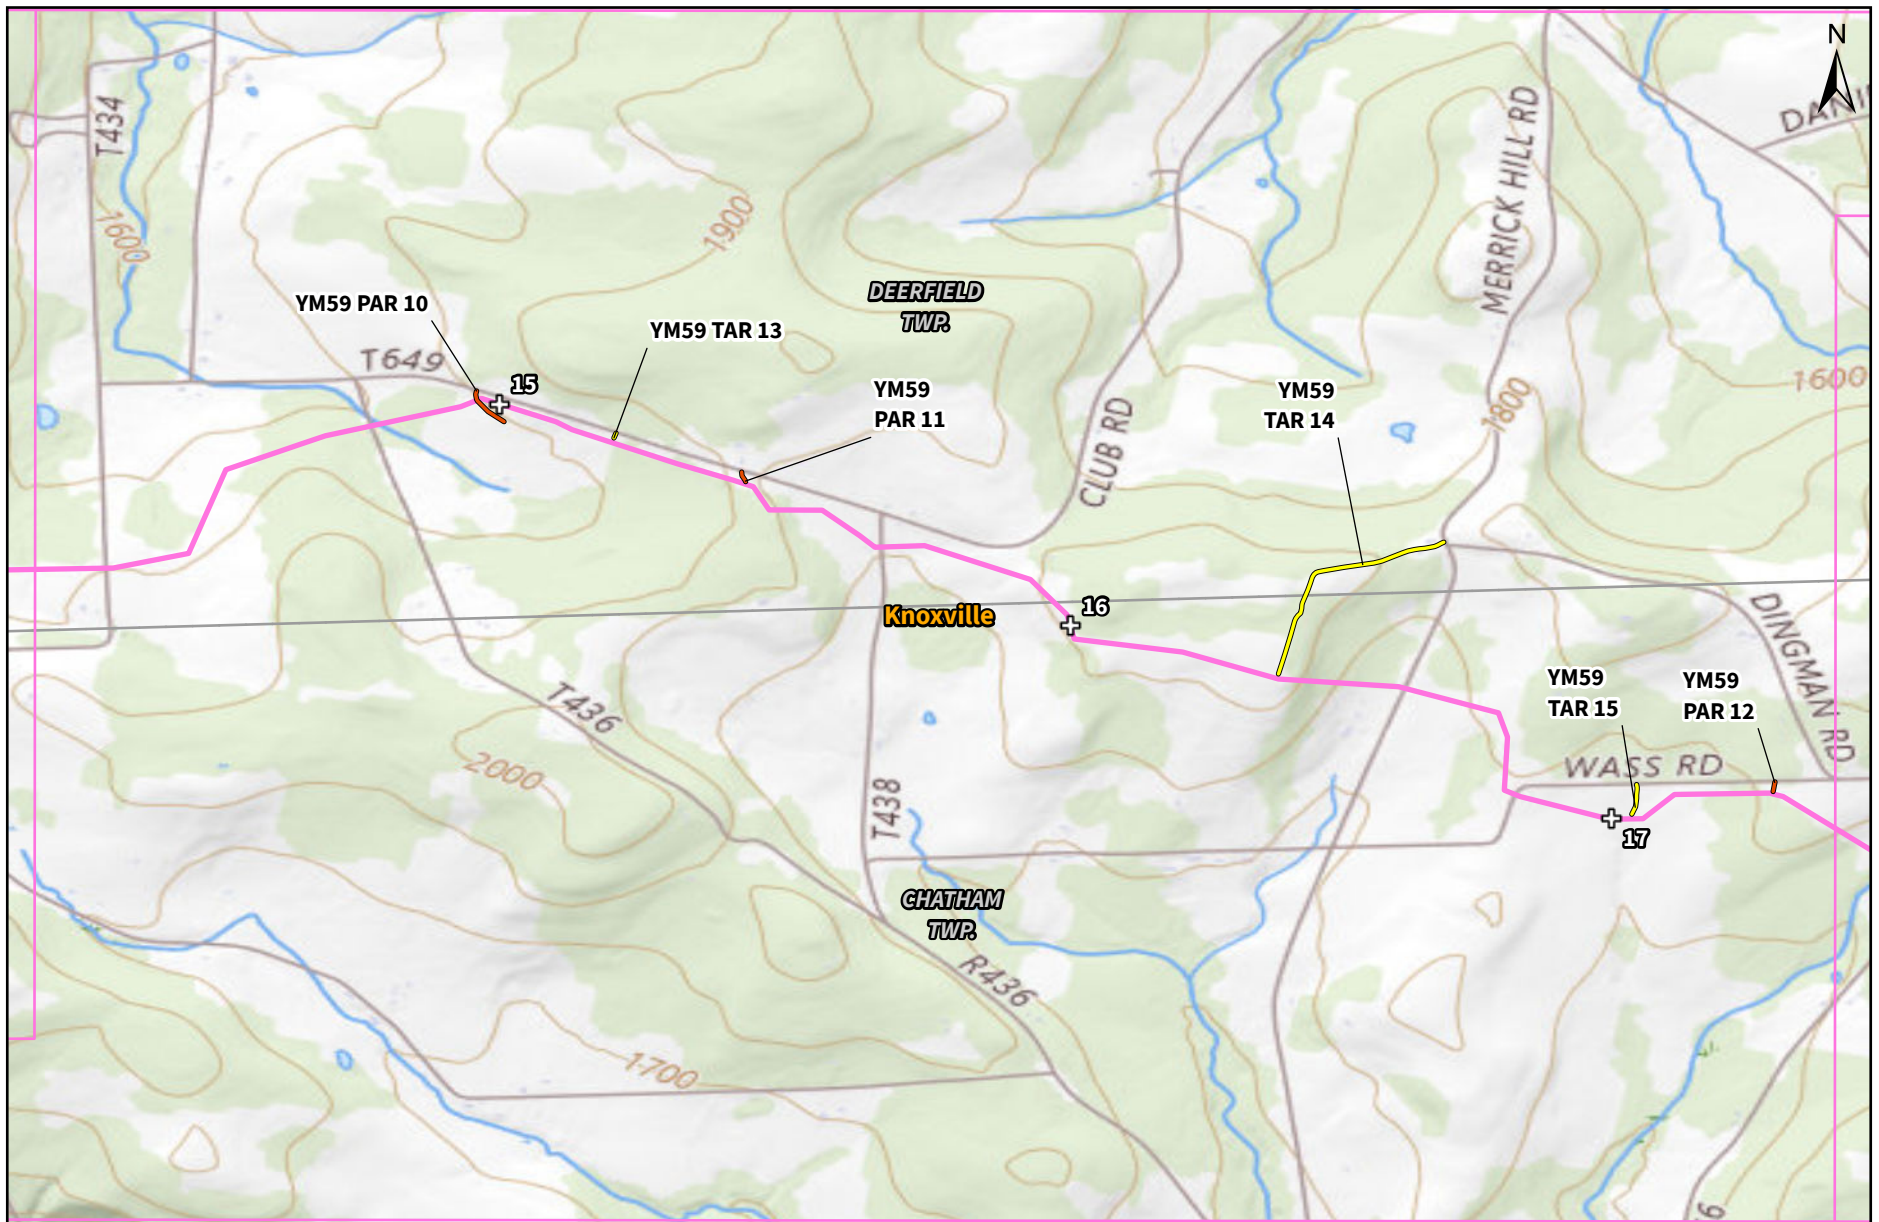 N
DANI
T434
MERRICK HILL RD
1600
1900
DEERFIELD
TWP.
YM59 PAR 10
YM59 TAR 13
T649
15
YM59
PAR 11
YM59
TAR 14
1600
1800
CLUB RD
16
Knoxville
DINGMAN RD
YM59
TAR 15
YM59
PAR 12
T436
2000
WASS RD
T438
17
CHATHAM
TWP.
R436
1700
6